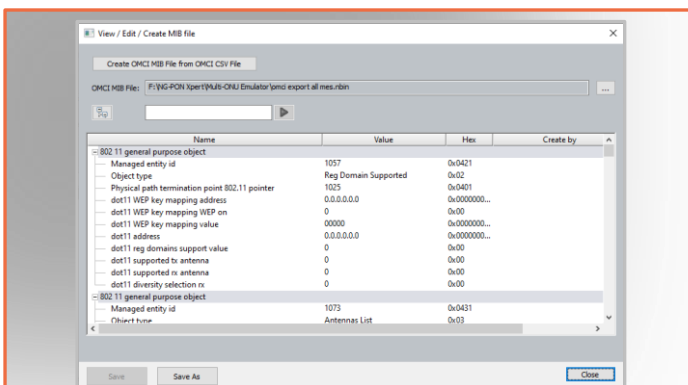 View / Edit / Create MIB file
Create OMCI MIB File from OMCI CSV File
OMCI MIB File: F:\NG-PON Xpert\Multi-ONU Emulator\omci export all mes.nbin ...
Name Value Hex Create by
802 11 general purpose object
Managed entity id 1057 0x0421
Object type Reg Domain Supported 0x02
Physical path termination point 802.11 pointer 1025 0x0401
dot11 WEP key mapping address 0.0.0.0.0.0 0x0000000...
dot11 WEP key mapping WEP on 0 0x00
dot11 WEP key mapping value 00000 0x0000000...
dot11 address 0.0.0.0.0.0 0x0000000...
dot11 reg domains support value 0 0x00
dot11 supported tx antenna 0 0x00
dot11 supported rx antenna 0 0x00
dot11 diversity selection rx 0 0x00
802 11 general purpose object
Managed entity id 1073 0x0431
Object type Antennas List 0x03
Save Save As Close